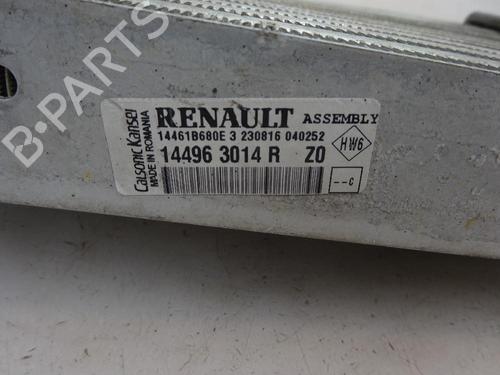 B-PARTS
Calsonic Kansei
MADE IN ROMANIA
RENAULT ASSEMBLY
14461B680E 3 230816 040252
14496 3014 R Z0
HW6
--C